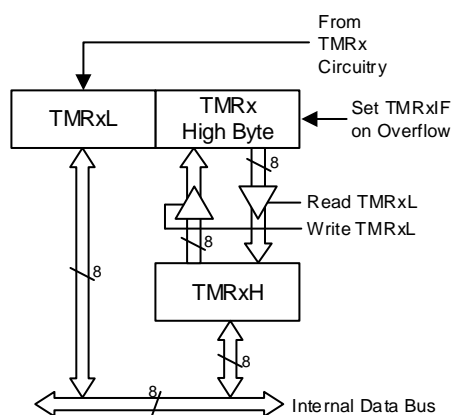 From
TMRx
Circuitry
TMRxL
TMRx
High Byte
Set TMRxIF
on Overflow
8
Read TMRxL
Write TMRxL
8
8
TMRxH
8
8
Internal Data Bus